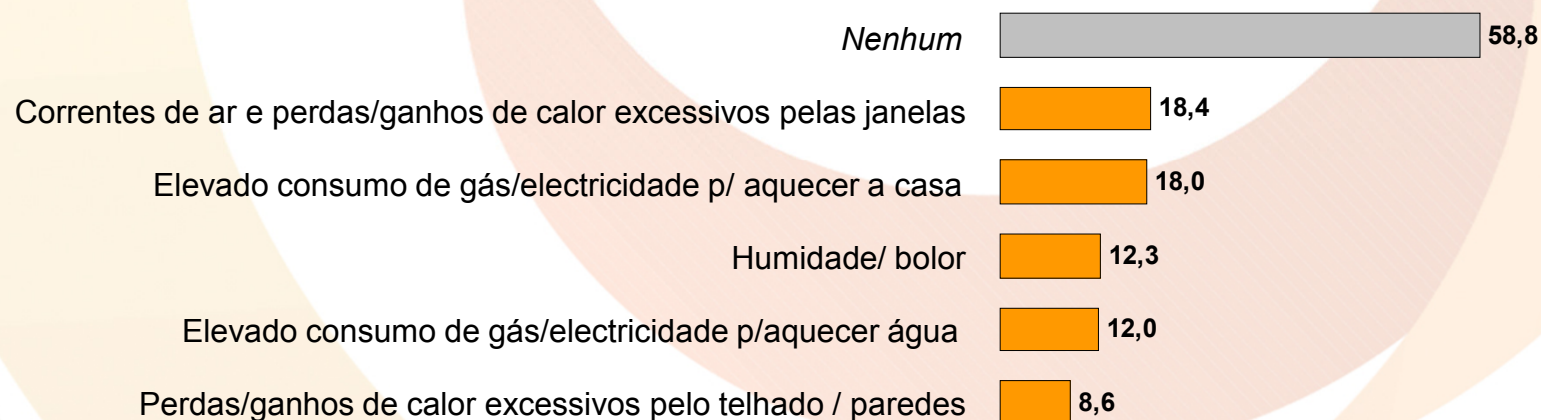 Nenhum 58,8
Correntes de ar e perdas/ganhos de calor excessivos pelas janelas 18,4
Elevado consumo de gás/electricidade p/ aquecer a casa 18,0
Humidade/ bolor 12,3
Elevado consumo de gás/electricidade p/aquecer água 12,0
Perdas/ganhos de calor excessivos pelo telhado / paredes 8,6